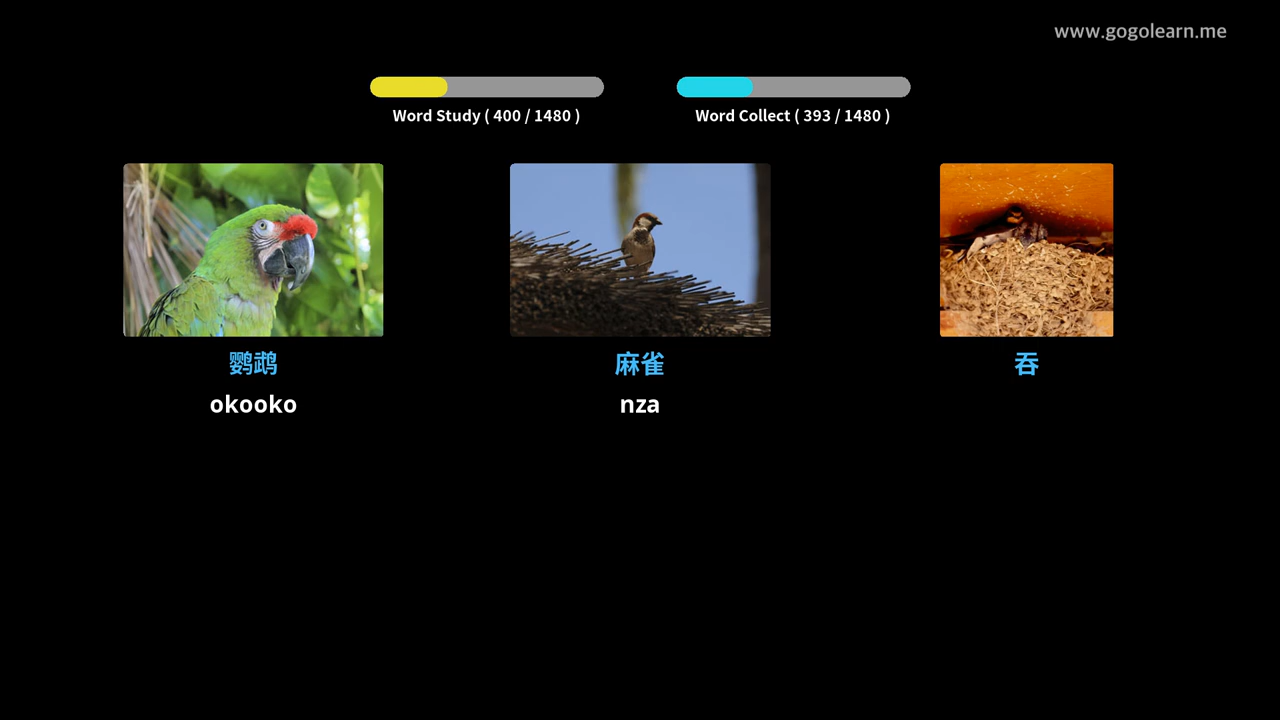 www.gogolearn.me
Word Study ( 400 / 1480 )
Word Collect ( 393 / 1480 )
鹦鹉
麻雀
吞
okooko
nza